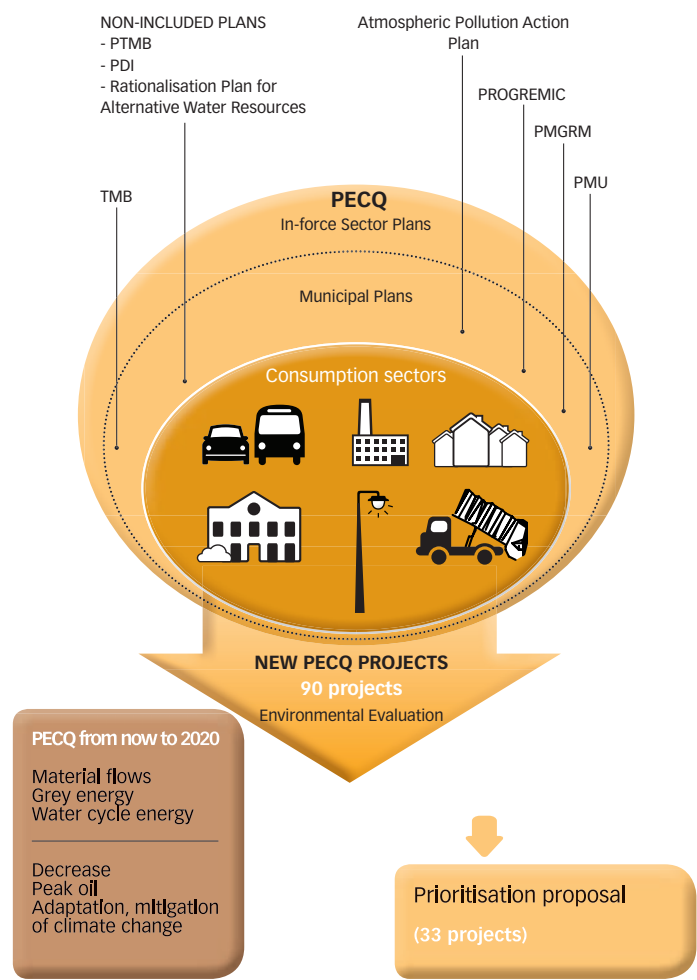 NON-INCLUDED PLANS
- PTMB
- PDI
- Rationalisation Plan for
Alternative Water Resources
Atmospheric Pollution Action
Plan
PROGREMIC
PMGRM
PMU
TMB
PECQ
In-force Sector Plans
Municipal Plans
Consumption sectors
NEW PECQ PROJECTS
90 projects
Environmental Evaluation
PECQ from now to 2020
Material flows
Grey energy
Water cycle energy
Decrease
Peak oil
Adaptation, mitigation
of climate change
Prioritisation proposal
(33 projects)